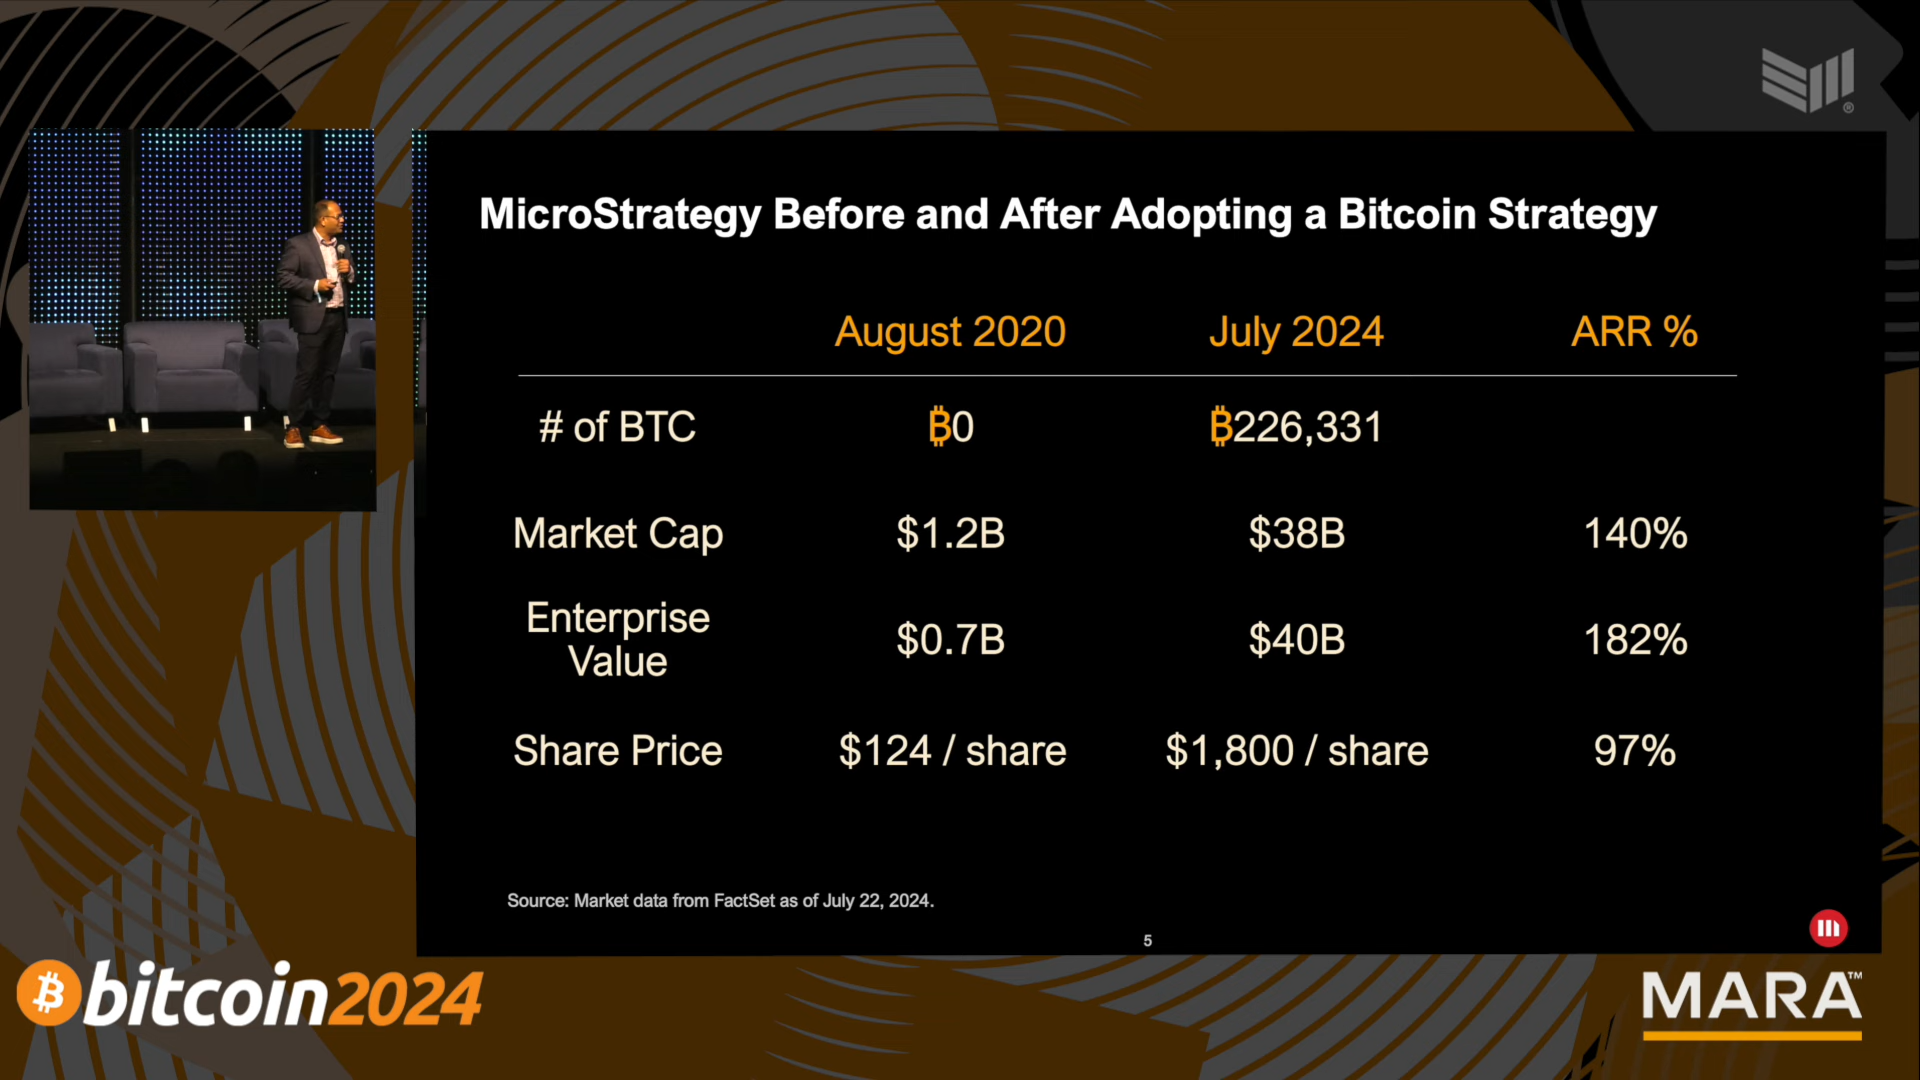 MicroStrategy Before and After Adopting a Bitcoin Strategy
August 2020 July 2024 ARR %
# of BTC ₿0 ₿226,331
Market Cap $1.2B $38B 140%
Enterprise
Value $0.7B $40B 182%
Share Price $124 / share $1,800 / share 97%
Source: Market data from FactSet as of July 22, 2024.
5
bitcoin2024
MARA™